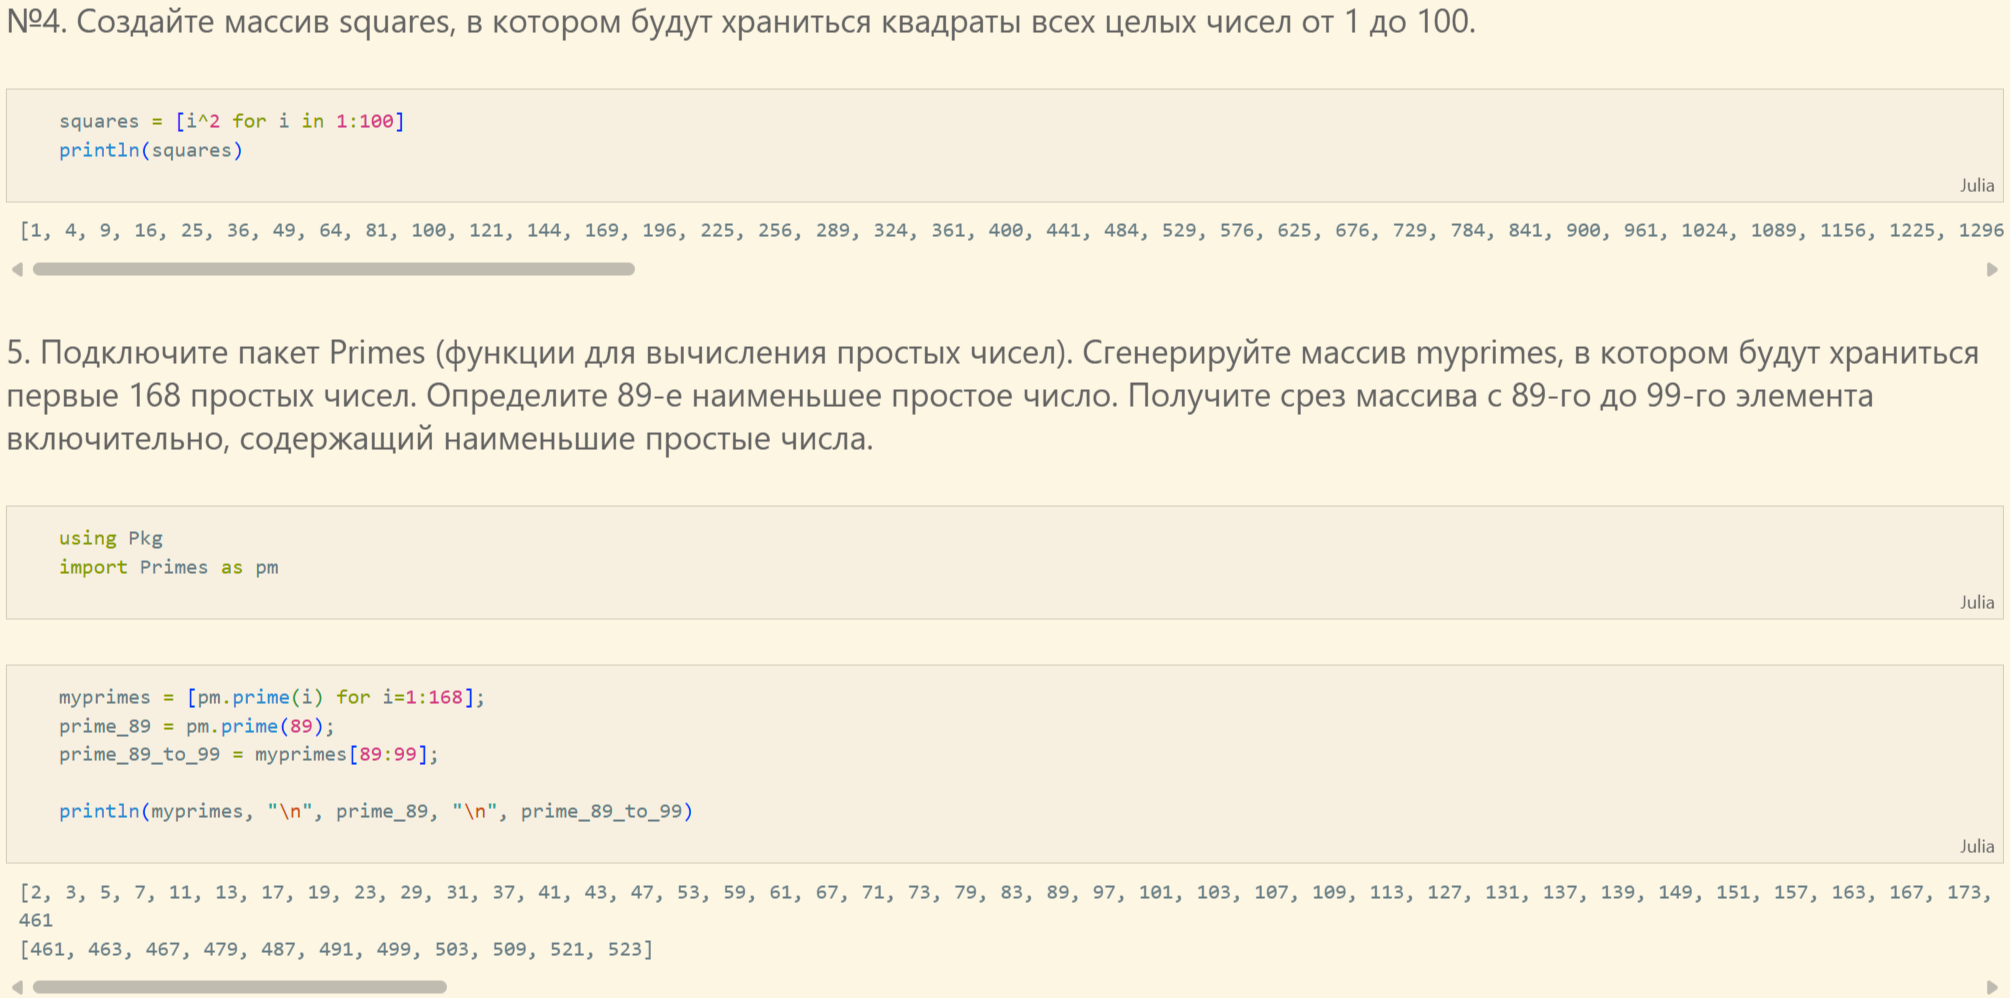 №4. Создайте массив squares, в котором будут храниться квадраты всех целых чисел от 1 до 100.
squares = [i^2 for i in 1:100]
println(squares)
Julia
[1, 4, 9, 16, 25, 36, 49, 64, 81, 100, 121, 144, 169, 196, 225, 256, 289, 324, 361, 400, 441, 484, 529, 576, 625, 676, 729, 784, 841, 900, 961, 1024, 1089, 1156, 1225, 1296
5. Подключите пакет Primes (функции для вычисления простых чисел). Сгенерируйте массив myprimes, в котором будут храниться
первые 168 простых чисел. Определите 89-е наименьшее простое число. Получите срез массива с 89-го до 99-го элемента
включительно, содержащий наименьшие простые числа.
using Pkg
import Primes as pm
Julia
myprimes = [pm.prime(i) for i=1:168];
prime_89 = pm.prime(89);
prime_89_to_99 = myprimes[89:99];
println(myprimes, "\n", prime_89, "\n", prime_89_to_99)
Julia
[2, 3, 5, 7, 11, 13, 17, 19, 23, 29, 31, 37, 41, 43, 47, 53, 59, 61, 67, 71, 73, 79, 83, 89, 97, 101, 103, 107, 109, 113, 127, 131, 137, 139, 149, 151, 157, 163, 167, 173,
461
[461, 463, 467, 479, 487, 491, 499, 503, 509, 521, 523]